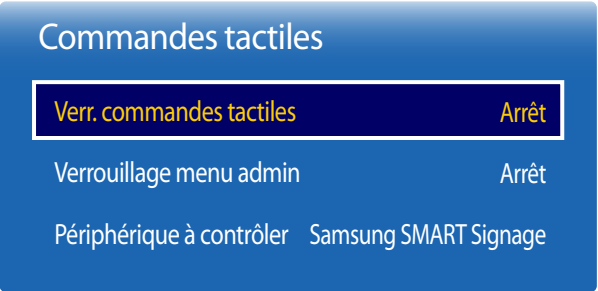 Commandes tactiles
Verr. commandes tactiles Arrêt
Verrouillage menu admin Arrêt
Périphérique à contrôler Samsung SMART Signage